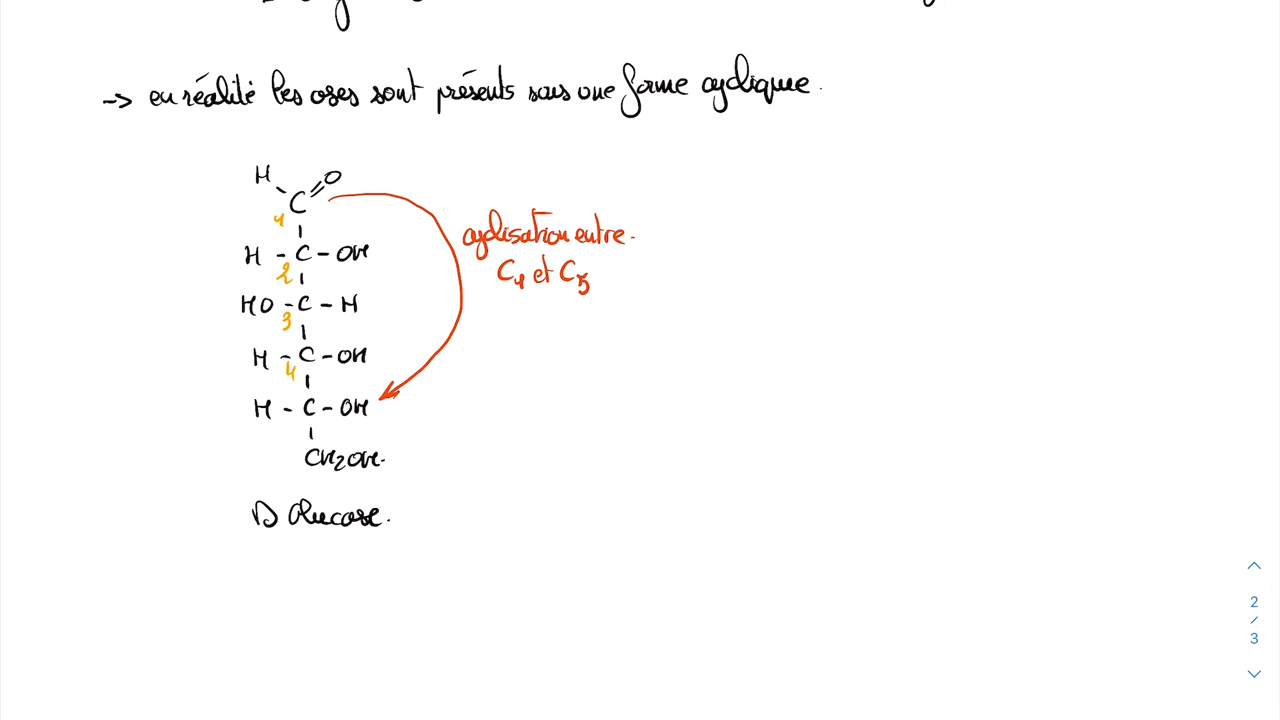 -> en réalité les oses sont présents sous une forme cyclique.
H O
C
1
H - C - OH
2
HO - C - H
3
H - C - OH
4
H - C - OH
CH2OH.
D Glucose.
cyclisation entre.
C1 et C5
2
/
3